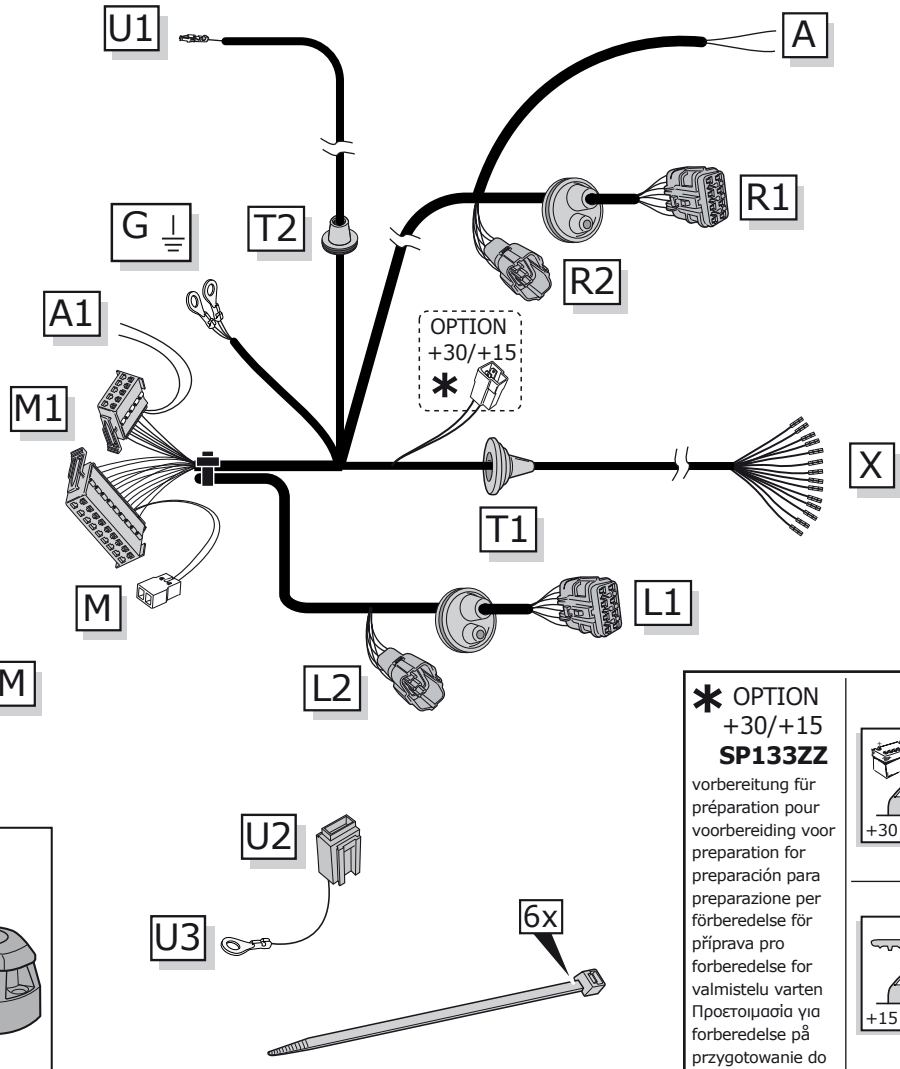 U1
A
R1
G
T2
R2
A1
OPTION
+30/+15
*
M1
X
T1
M
L1
L2
M
* OPTION
+30/+15
SP133ZZ
vorbereitung für
préparation pour
voorbereiding voor
preparation for
preparación para
preparazione per
förberedelse för
příprava pro
forberedelse for
valmistelu varten
Προετοιμασία για
forberedelse på
przygotowanie do
+30
+15
U2
U3
6x